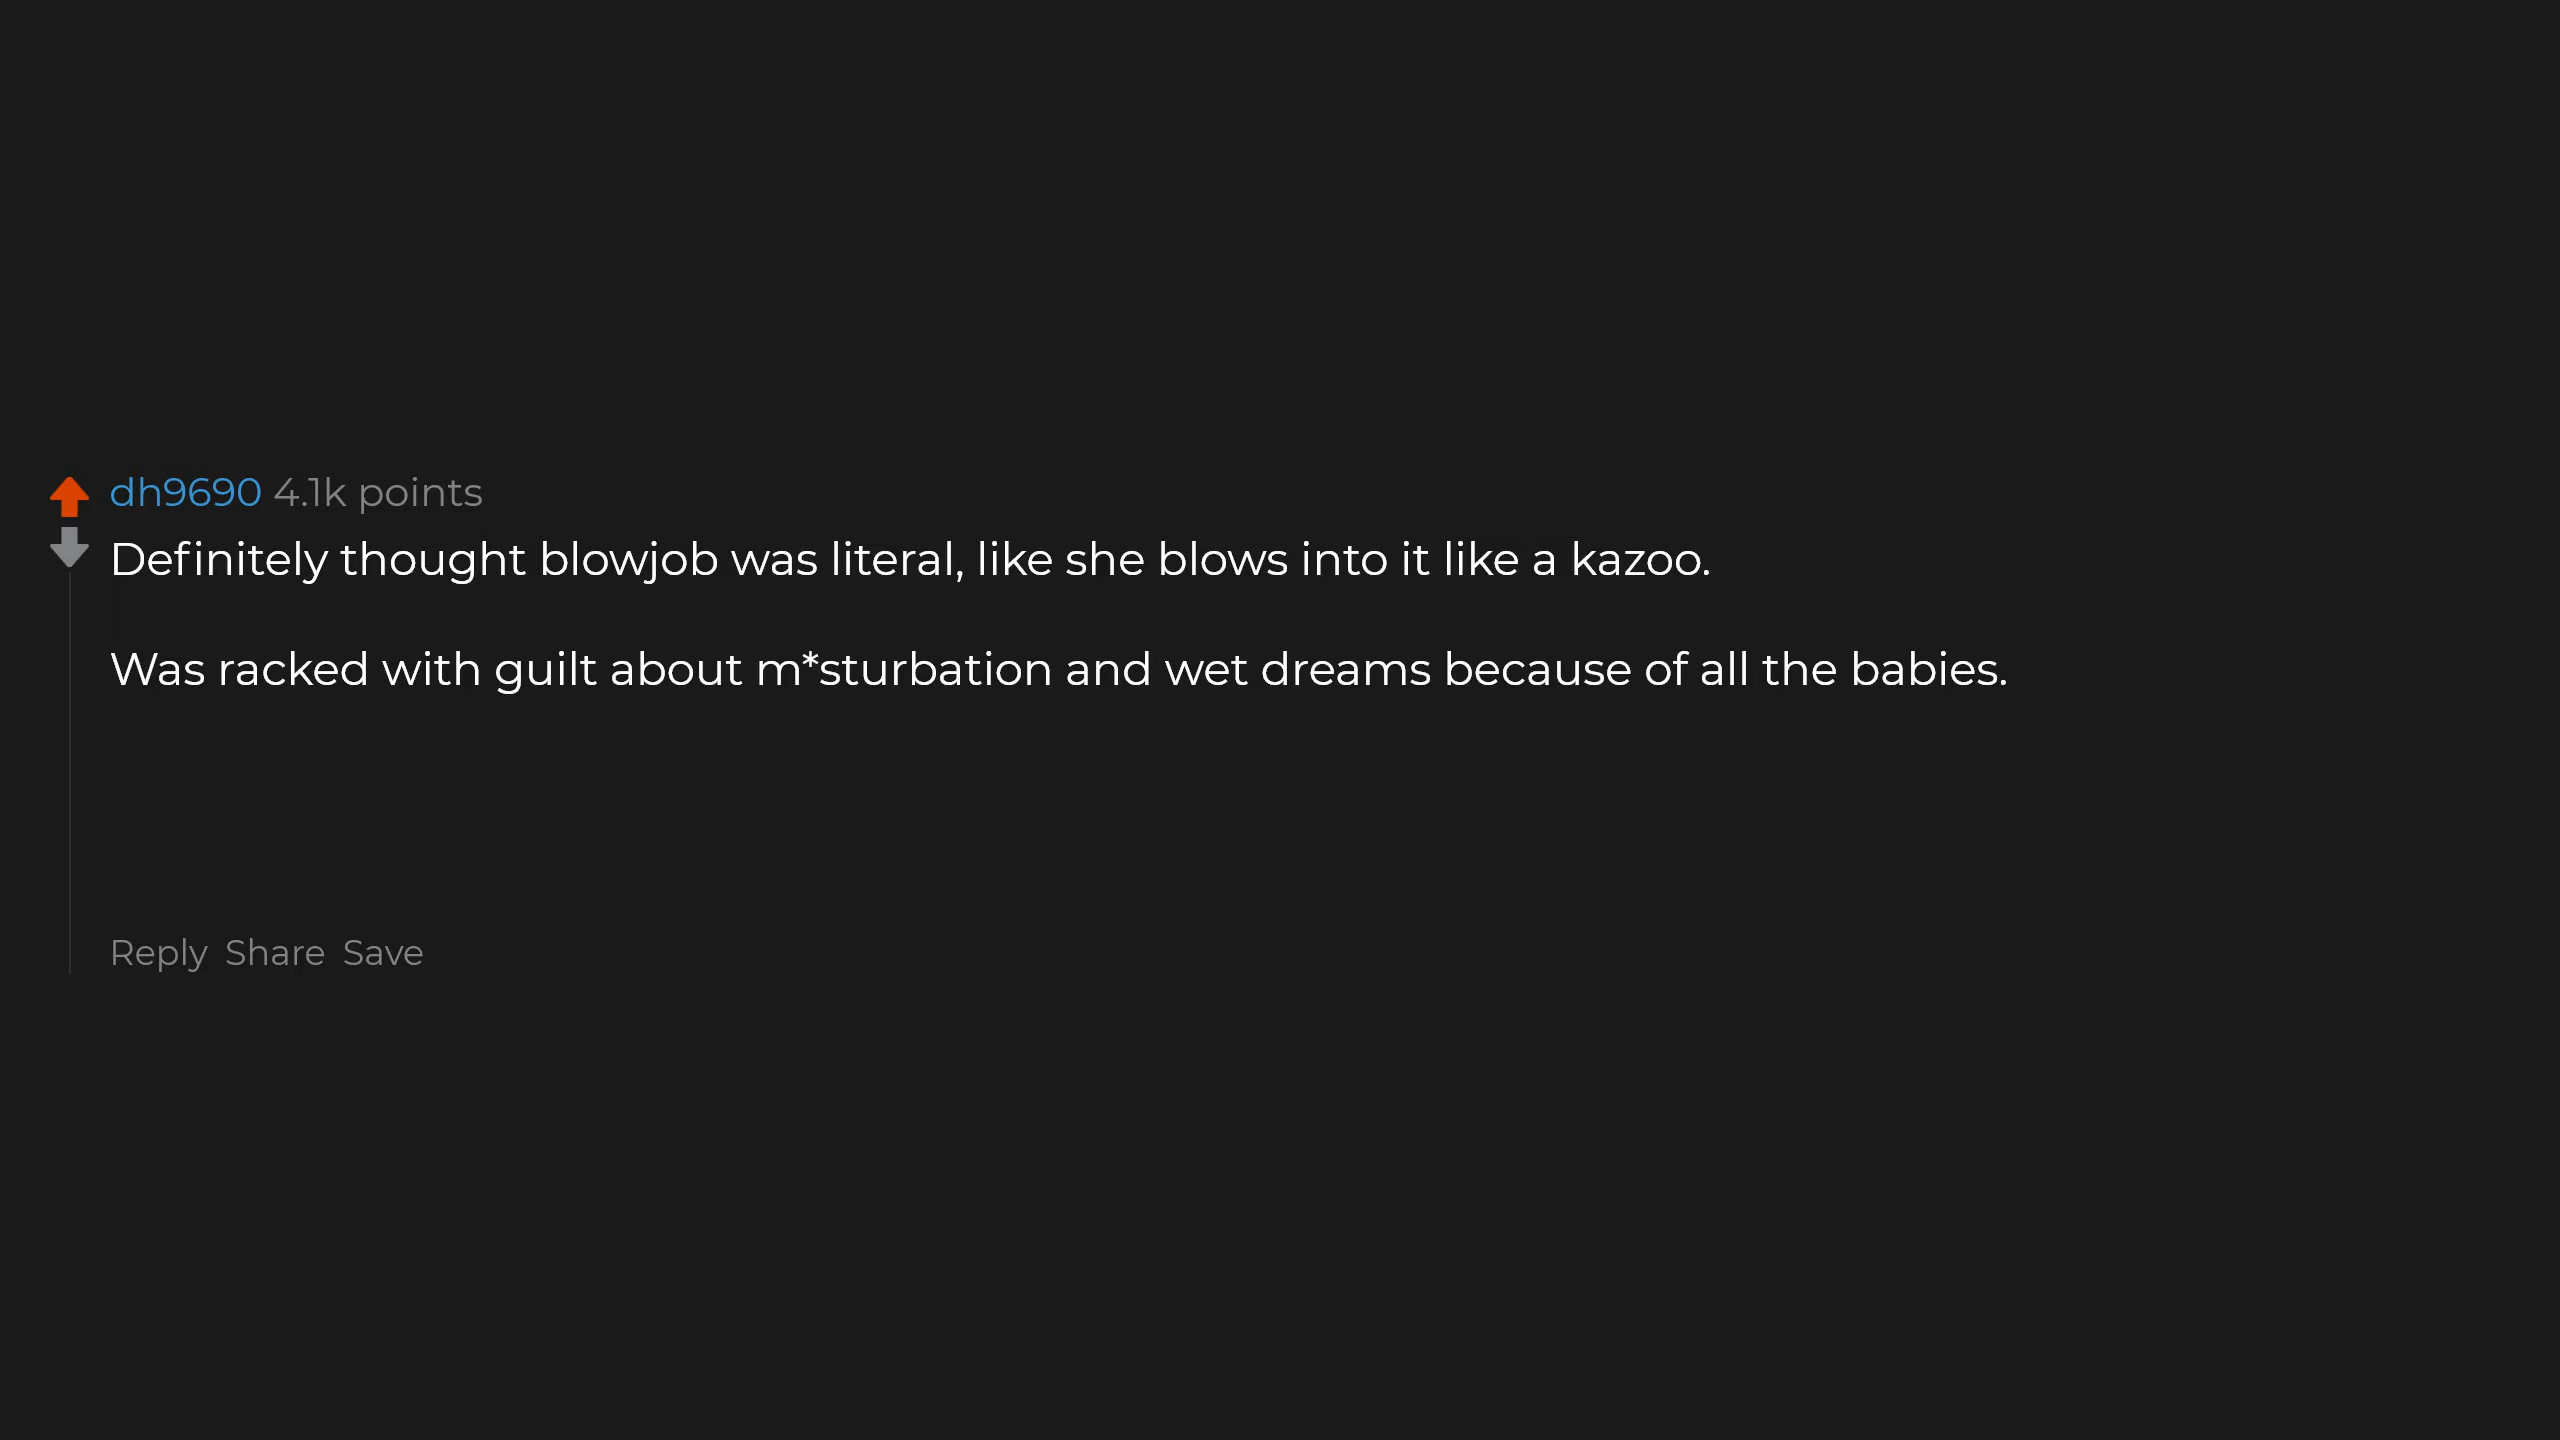 dh9690 4.1k points
Definitely thought blowjob was literal, like she blows into it like a kazoo.
Was racked with guilt about m*sturbation and wet dreams because of all the babies.
Reply Share Save